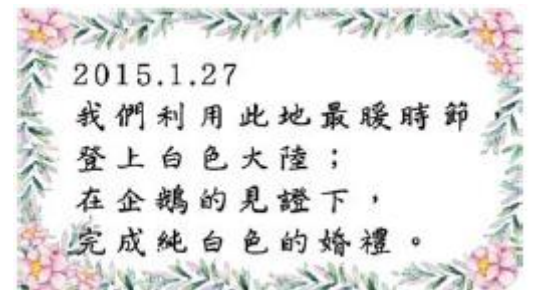 2015.1.27
我們利用此地最暖時節，
登上白色大陸；
在企鵝的見證下，
完成純白色的婚禮。